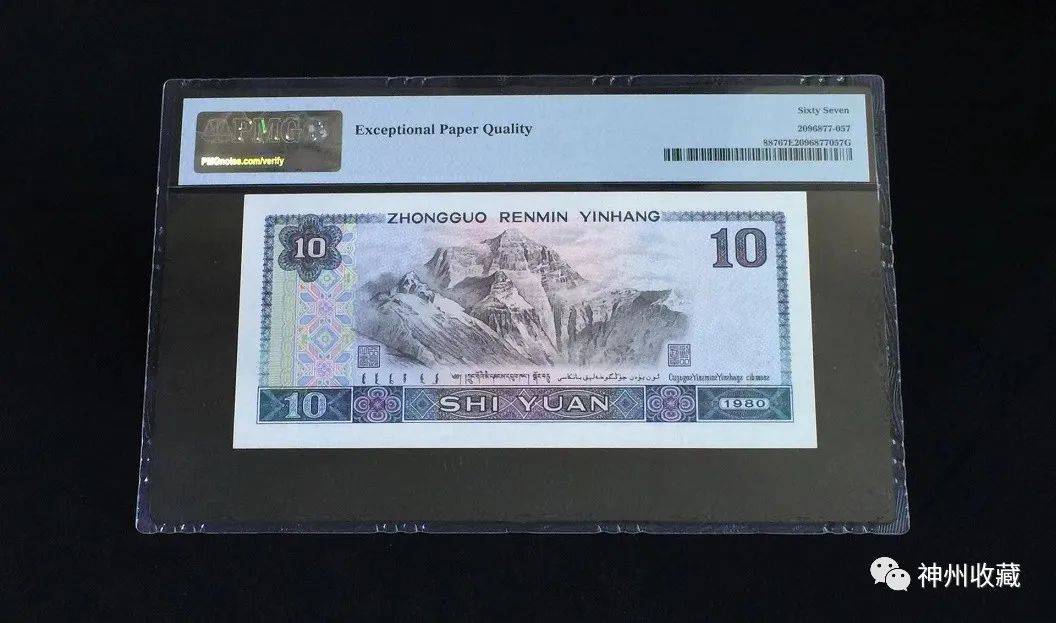 PMG
PMGnotes.com/verify
Exceptional Paper Quality
Sixty Seven
2096877-057
88767E2096877057G
ZHONGGUO RENMIN YINHANG
10
10
10
SHI YUAN
1980
神州收藏